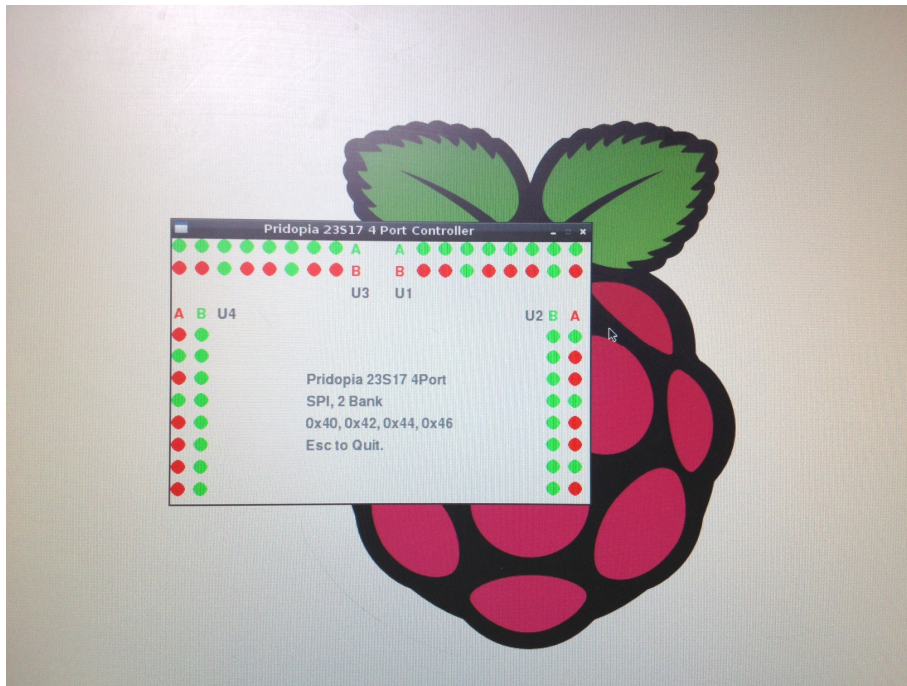 Pridopia 23S17 4 Port Controller
A A
B B
U3 U1
A B U4 U2 B A
Pridopia 23S17 4Port
SPI, 2 Bank
0x40, 0x42, 0x44, 0x46
Esc to Quit.